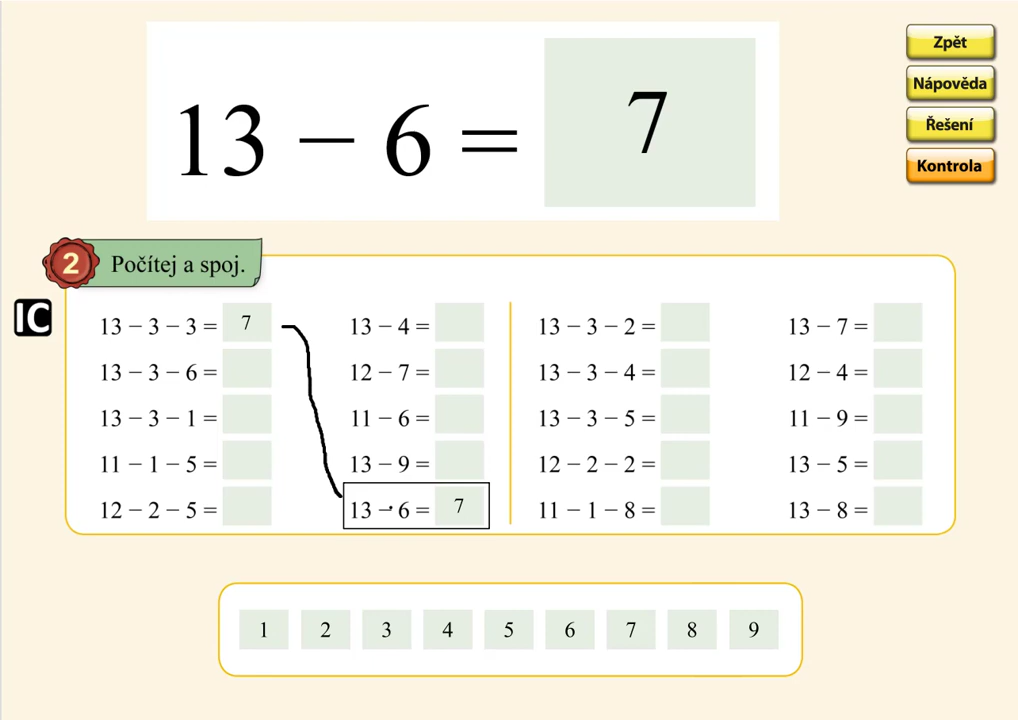 13 − 6 = 7
Zpět
Nápověda
Řešení
Kontrola
2 Počítej a spoj.
IC
13 − 3 − 3 = 7
13 − 3 − 6 =
13 − 3 − 1 =
11 − 1 − 5 =
12 − 2 − 5 =
13 − 4 =
12 − 7 =
11 − 6 =
13 − 9 =
13 − 6 = 7
13 − 3 − 2 =
13 − 3 − 4 =
13 − 3 − 5 =
12 − 2 − 2 =
11 − 1 − 8 =
13 − 7 =
12 − 4 =
11 − 9 =
13 − 5 =
13 − 8 =
1 2 3 4 5 6 7 8 9